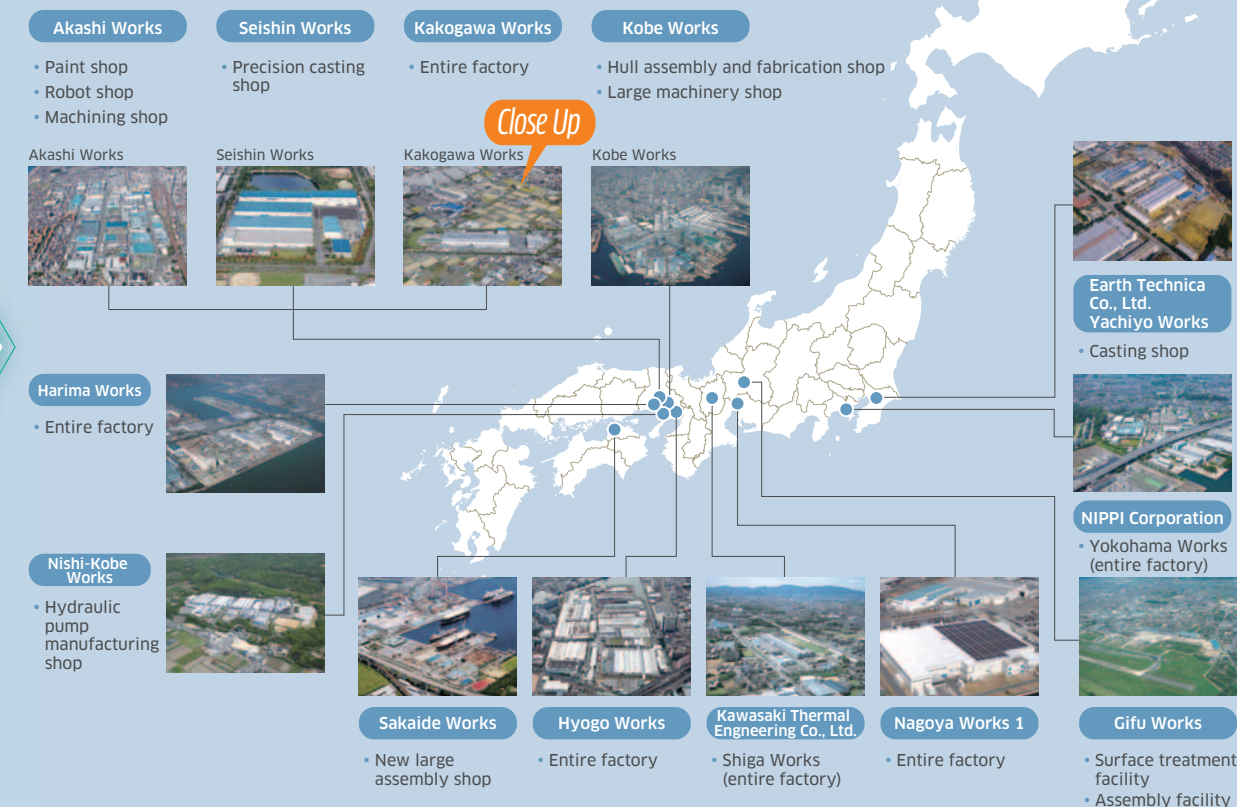 Akashi Works
• Paint shop
• Robot shop
• Machining shop
Akashi Works
Seishin Works
• Precision casting
shop
Seishin Works
Kakogawa Works
• Entire factory
Close Up
Kakogawa Works
Kobe Works
• Hull assembly and fabrication shop
• Large machinery shop
Kobe Works
Earth Technica
Co., Ltd.
Yachiyo Works
• Casting shop
Harima Works
• Entire factory
NIPPI Corporation
• Yokohama Works
(entire factory)
Nishi-Kobe
Works
• Hydraulic
pump
manufacturing
shop
Sakaide Works
• New large
assembly shop
Hyogo Works
• Entire factory
Kawasaki Thermal
Engneering Co., Ltd.
• Shiga Works
(entire factory)
Nagoya Works 1
• Entire factory
Gifu Works
• Surface treatment
facility
• Assembly facility